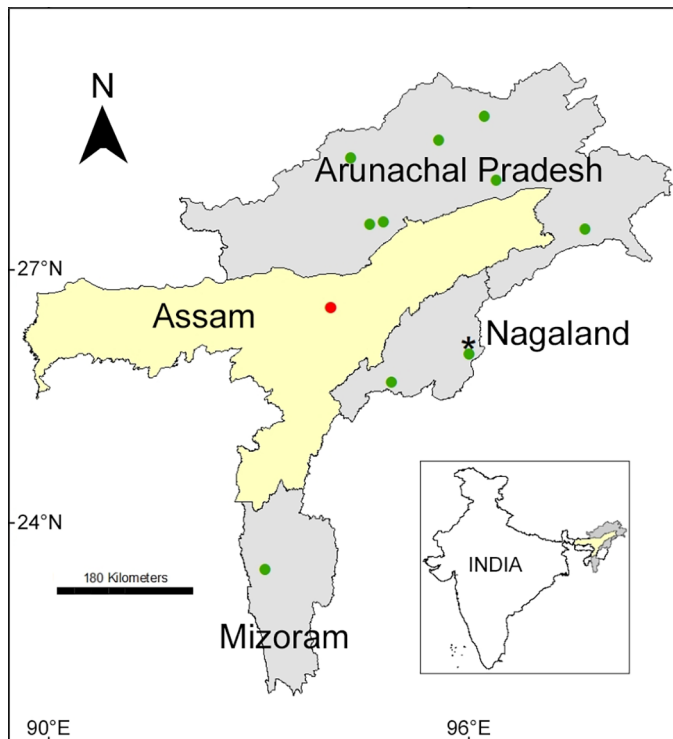 N
Arunachal Pradesh
27°N
Assam
*
Nagaland
24°N
180 Kilometers
INDIA
Mizoram
90°E
96°E